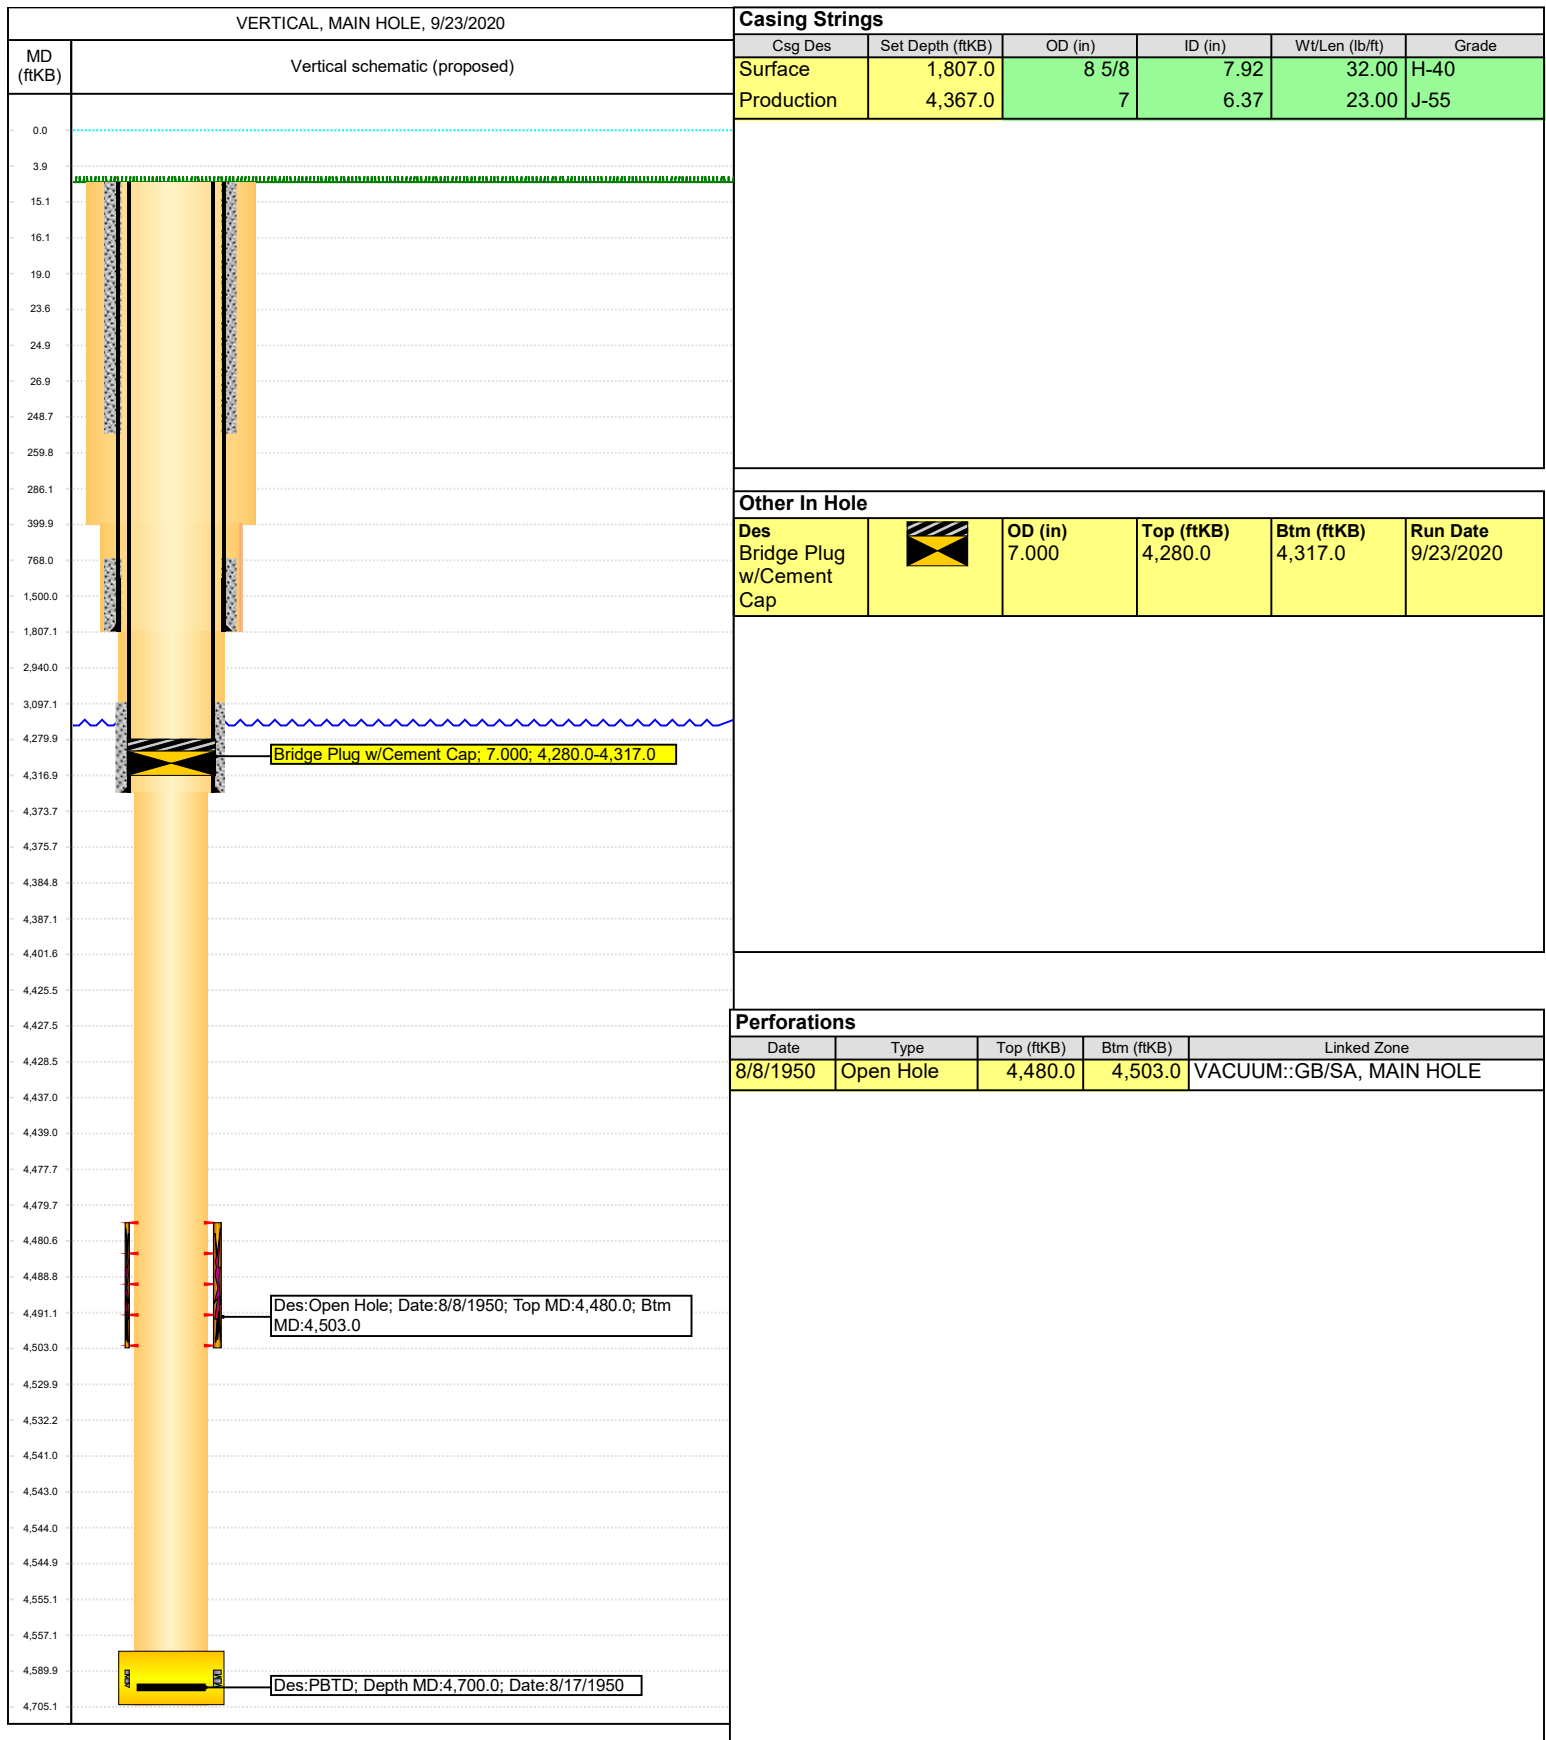 VERTICAL, MAIN HOLE, 9/23/2020
MD
(ftKB)
Vertical schematic (proposed)
0.0
3.9
15.1
16.1
19.0
23.6
24.9
26.9
248.7
259.8
286.1
399.9
768.0
1,500.0
1,807.1
2,940.0
3,097.1
4,279.9
4,316.9
4,373.7
4,375.7
4,384.8
4,387.1
4,401.6
4,425.5
4,427.5
4,428.5
4,437.0
4,439.0
4,477.7
4,479.7
4,480.6
4,488.8
4,491.1
4,503.0
4,529.9
4,532.2
4,541.0
4,543.0
4,544.0
4,544.9
4,555.1
4,557.1
4,589.9
4,705.1
Bridge Plug w/Cement Cap; 7.000; 4,280.0-4,317.0
Des:Open Hole; Date:8/8/1950; Top MD:4,480.0; Btm
MD:4,503.0
Des:PBTD; Depth MD:4,700.0; Date:8/17/1950
Casing Strings
Csg Des Set Depth (ftKB) OD (in) ID (in) Wt/Len (lb/ft) Grade
Surface 1,807.0 8 5/8 7.92 32.00 H-40
Production 4,367.0 7 6.37 23.00 J-55
Other In Hole
Des OD (in) Top (ftKB) Btm (ftKB) Run Date
Bridge Plug 7.000 4,280.0 4,317.0 9/23/2020
w/Cement
Cap
Perforations
Date Type Top (ftKB) Btm (ftKB) Linked Zone
8/8/1950 Open Hole 4,480.0 4,503.0 VACUUM::GB/SA, MAIN HOLE